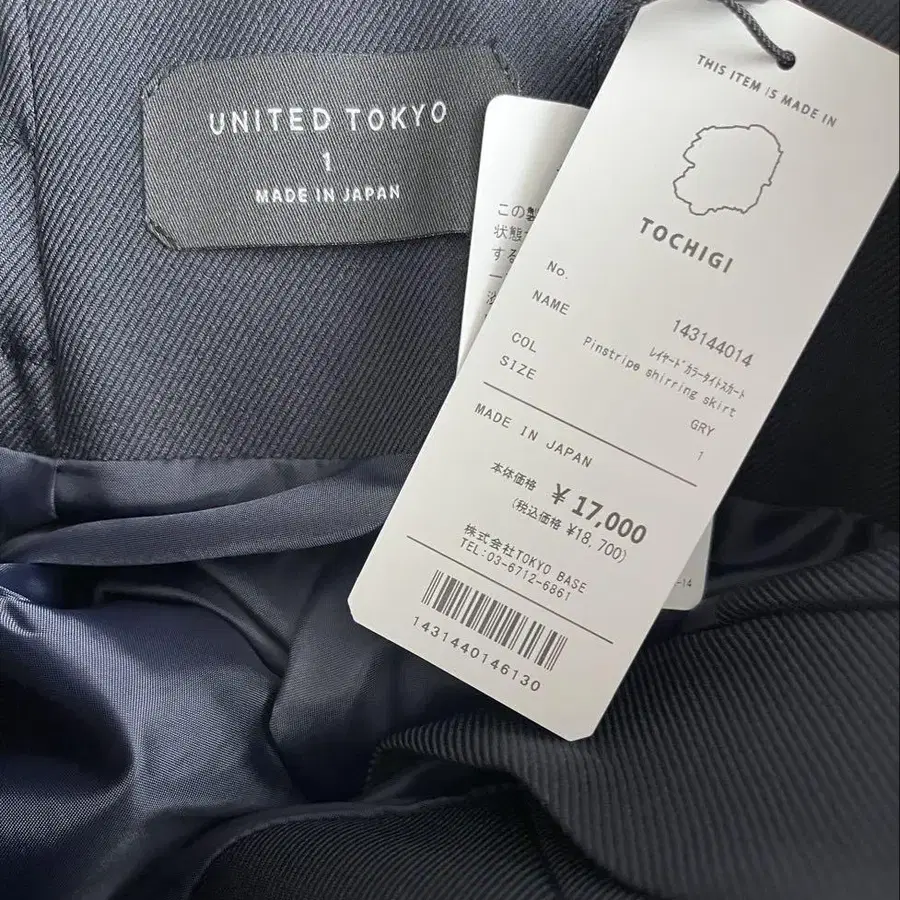 UNITED TOKYO
1
MADE IN JAPAN
THIS ITEM IS MADE IN
TOCHIGI
No. 143144014
NAME レイヤードカラータイトスカート
Pinstripe shirring skirt
COL GRY
SIZE 1
MADE IN JAPAN
本体価格 ¥ 17,000
(税込価格 ¥18,700)
株式会社TOKYO BASE
TEL:03-6712-6861
1431440146130
この製
状態
する
-14